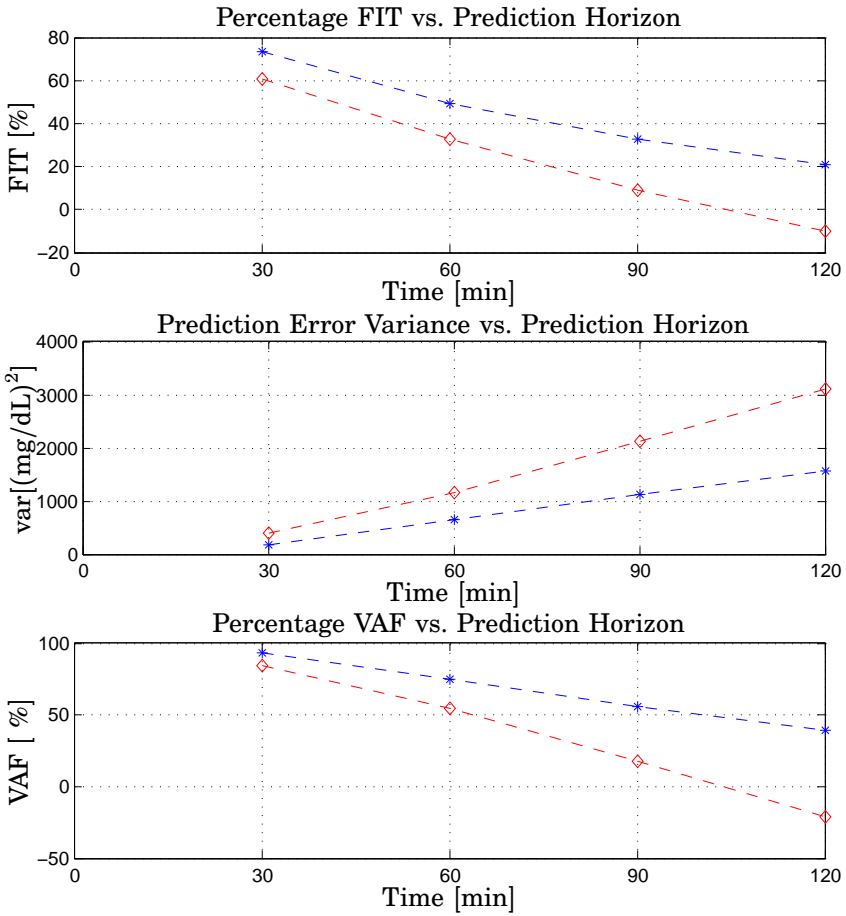 Percentage FIT vs. Prediction Horizon
80
60
40
20
0
−20
FIT [%]
0 30 60 90 120
Time [min]
Prediction Error Variance vs. Prediction Horizon
4000
3000
2000
1000
0
var[(mg/dL)²]
0 30 60 90 120
Time [min]
Percentage VAF vs. Prediction Horizon
100
50
0
−50
VAF [ %]
0 30 60 90 120
Time [min]